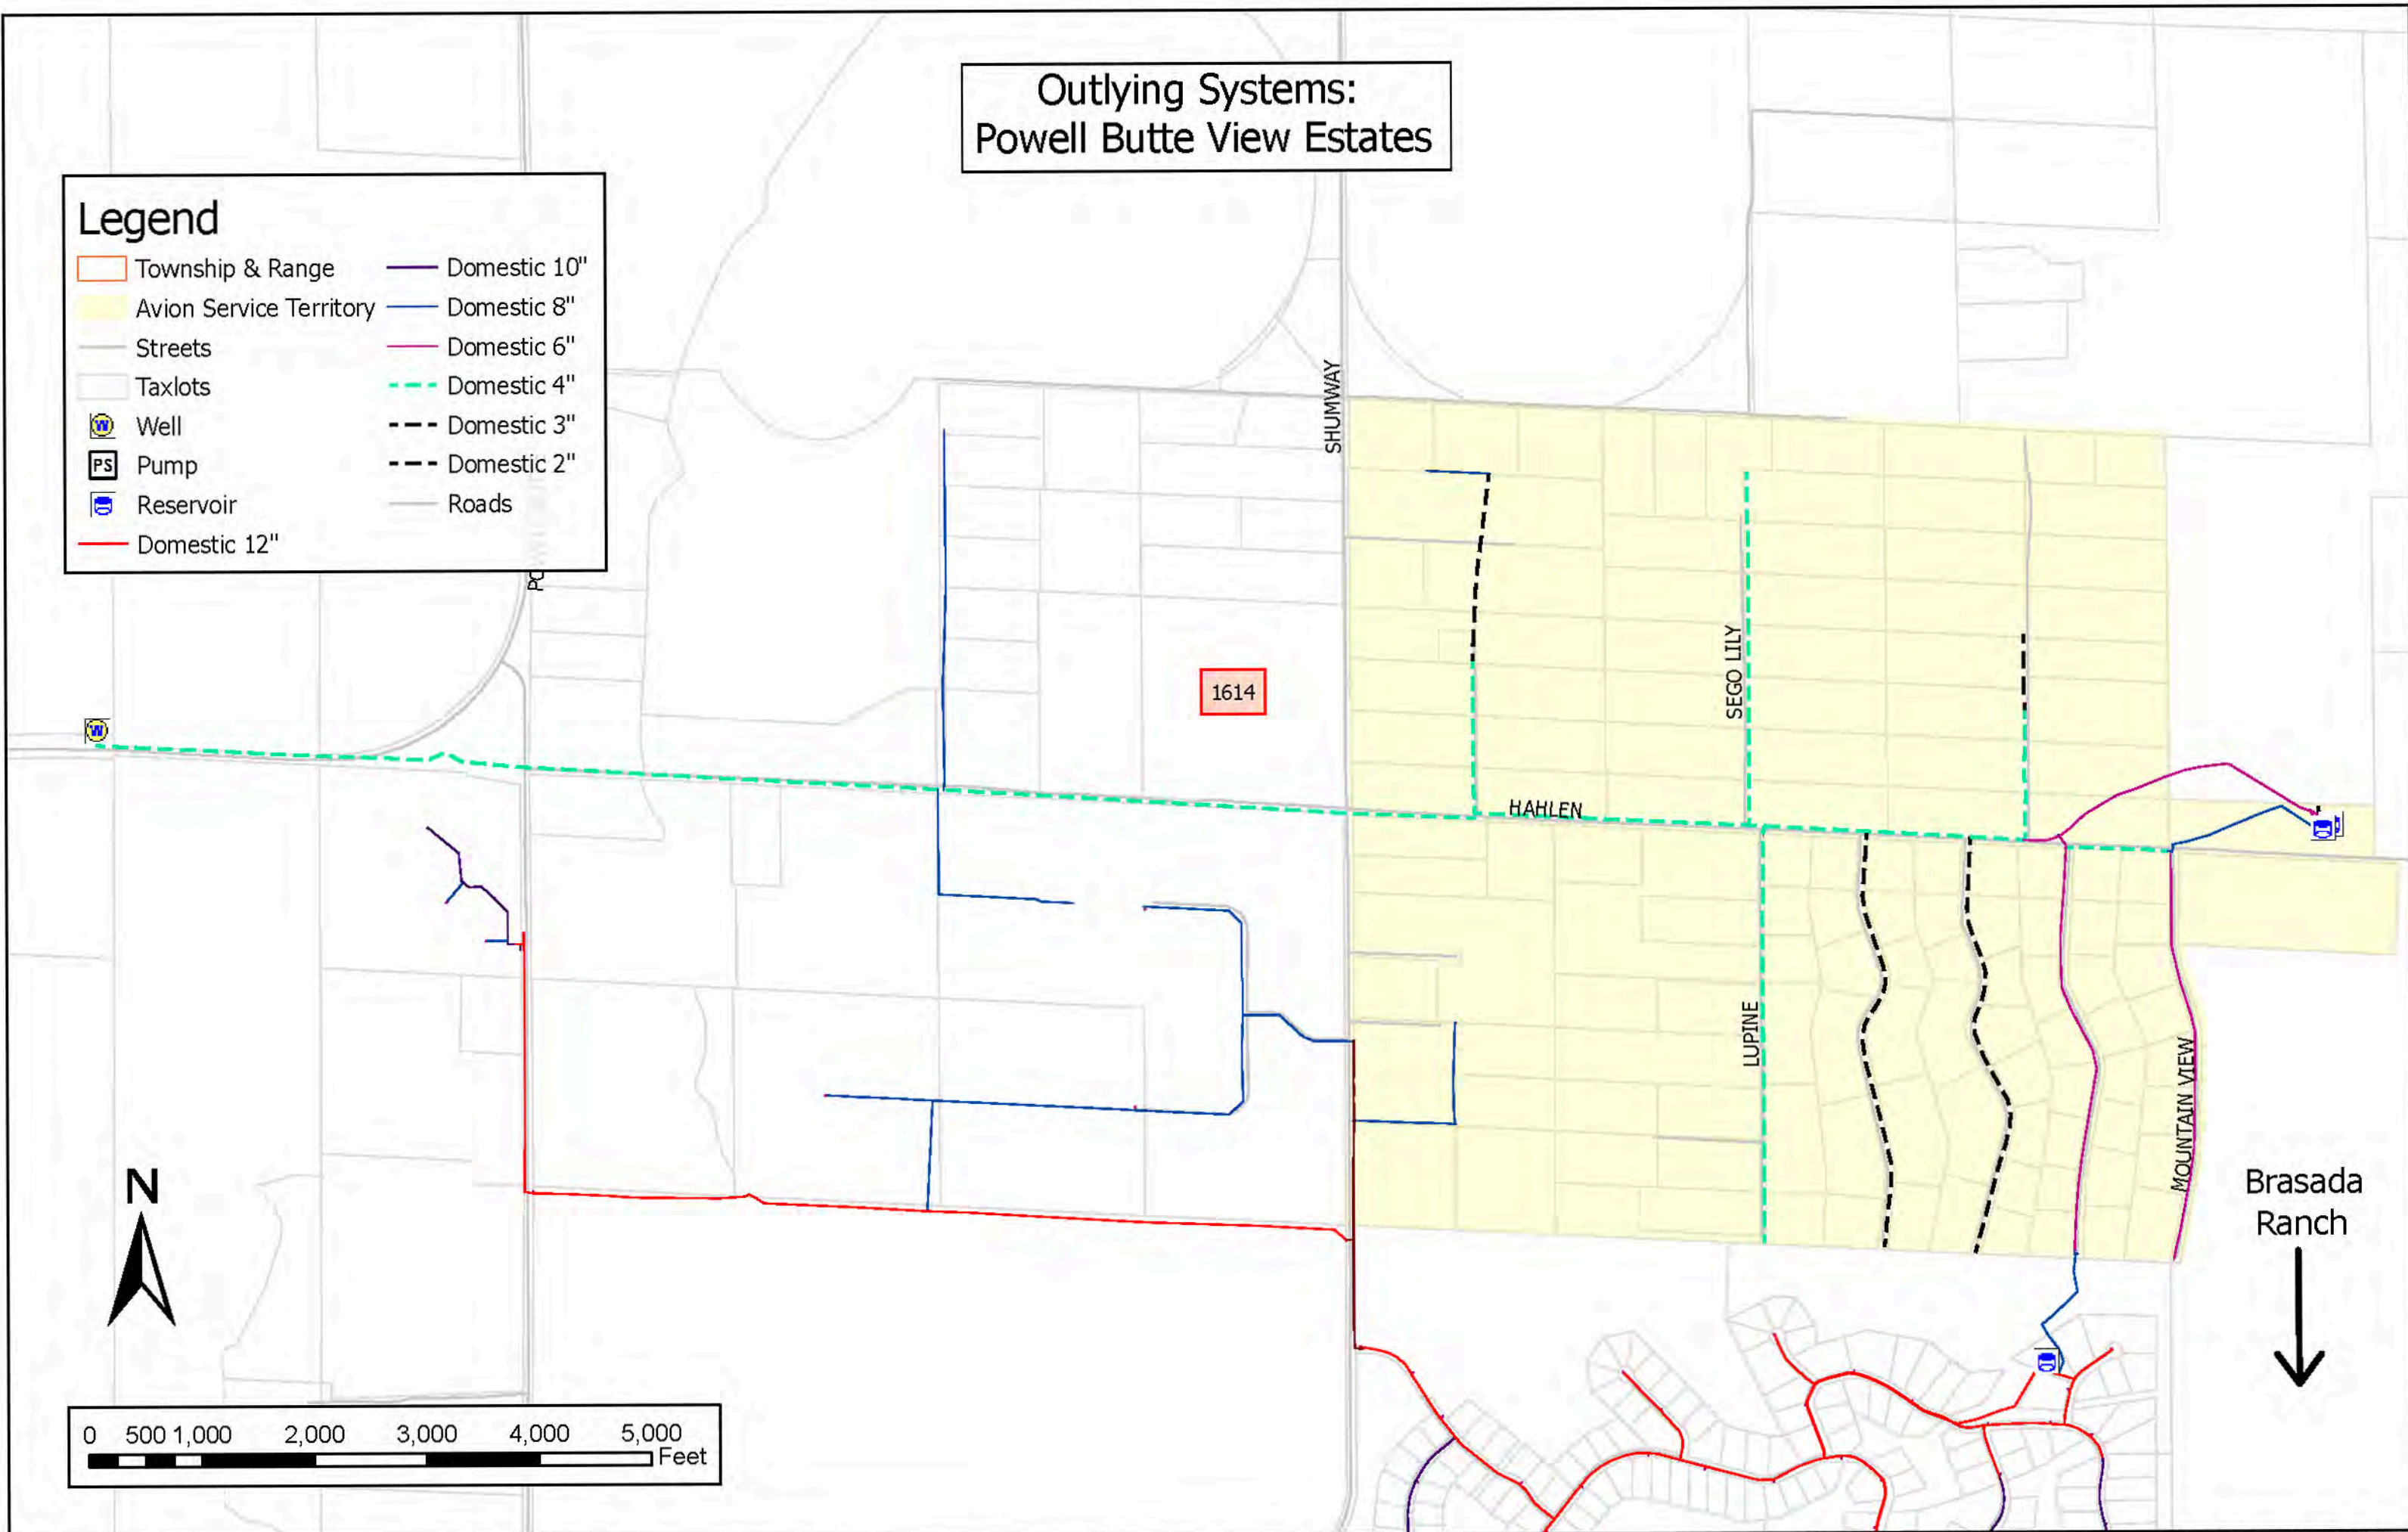 Outlying Systems:
Powell Butte View Estates
Legend
Township & Range
Avion Service Territory
Streets
Taxlots
W Well
PS Pump
Reservoir
Domestic 12"
Domestic 10"
Domestic 8"
Domestic 6"
Domestic 4"
Domestic 3"
Domestic 2"
Roads
SHUMWAY
1614
SEGO LILY
W
HAHLEN
LUPINE
MOUNTAIN VIEW
Brasada
Ranch
N
0 500 1,000 2,000 3,000 4,000 5,000
Feet